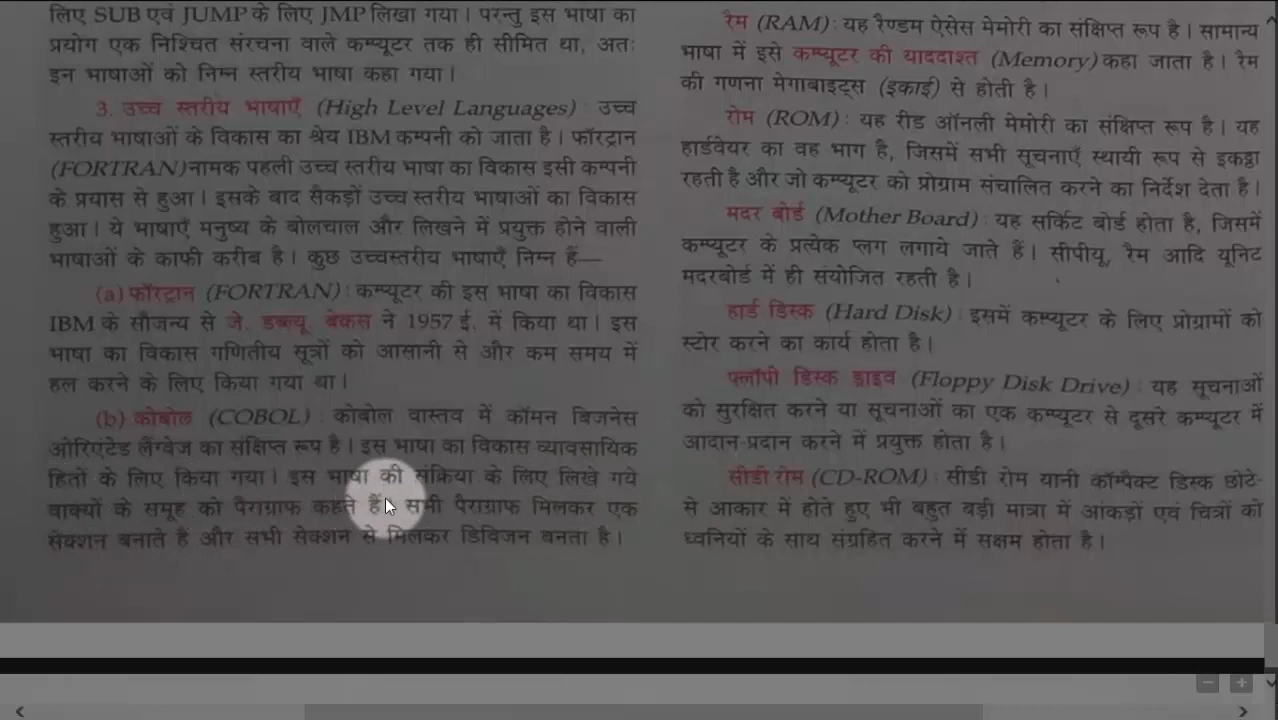 लिए SUB एवं JUMP के लिए JMP लिखा गया। परन्तु इस भाषा का
प्रयोग एक निश्चित संरचना वाले कम्प्यूटर तक ही सीमित था, अतः
इन भाषाओं को निम्न स्तरीय भाषा कहा गया।
3. उच्च स्तरीय भाषाएँ (High Level Languages) : उच्च
स्तरीय भाषाओं के विकास का श्रेय IBM कम्पनी को जाता है। फॉरट्रान
(FORTRAN) नामक पहली उच्च स्तरीय भाषा का विकास इसी कम्पनी
के प्रयास से हुआ। इसके बाद सैकड़ों उच्च स्तरीय भाषाओं का विकास
हुआ। ये भाषाएँ मनुष्य के बोलचाल और लिखने में प्रयुक्त होने वाली
भाषाओं के काफी करीब है। कुछ उच्चस्तरीय भाषाएँ निम्न हैं—
(a) फॉरट्रान (FORTRAN) : कम्प्यूटर की इस भाषा का विकास
IBM के सौजन्य से जे. डब्ल्यू. बेकस ने 1957 ई. में किया था। इस
भाषा का विकास गणितीय सूत्रों को आसानी से और कम समय में
हल करने के लिए किया गया था।
(b) कोबोल (COBOL) : कोबोल वास्तव में कॉमन बिजनेस
ओरिएंटेड लैंग्वेज का संक्षिप्त रूप है। इस भाषा का विकास व्यावसायिक
हितों के लिए किया गया। इस भाषा की संक्रिया के लिए लिखे गये
वाक्यों के समूह को पैराग्राफ कहते हैं। सभी पैराग्राफ मिलकर एक
सेक्शन बनाते हैं और सभी सेक्शन से मिलकर डिविजन बनता है।
रैम (RAM) : यह रैण्डम ऐसेस मेमोरी का संक्षिप्त रूप है। सामान्य
भाषा में इसे कम्प्यूटर की याददाश्त (Memory) कहा जाता है। रैम
की गणना मेगाबाइट्स (इकाई) से होती है।
रोम (ROM) : यह रीड ऑनली मेमोरी का संक्षिप्त रूप है। यह
हार्डवेयर का वह भाग है, जिसमें सभी सूचनाएँ स्थायी रूप से इकट्ठा
रहती है और जो कम्प्यूटर को प्रोग्राम संचालित करने का निर्देश देता है।
मदर बोर्ड (Mother Board) : यह सर्किट बोर्ड होता है, जिसमें
कम्प्यूटर के प्रत्येक प्लग लगाये जाते हैं। सीपीयू, रैम आदि यूनिट
मदरबोर्ड में ही संयोजित रहती है।
हार्ड डिस्क (Hard Disk) : इसमें कम्प्यूटर के लिए प्रोग्रामों को
स्टोर करने का कार्य होता है।
फ्लॉपी डिस्क ड्राइव (Floppy Disk Drive) : यह सूचनाओं
को सुरक्षित करने या सूचनाओं का एक कम्प्यूटर से दूसरे कम्प्यूटर में
आदान-प्रदान करने में प्रयुक्त होता है।
सीडी रोम (CD-ROM) : सीडी रोम यानी कॉम्पैक्ट डिस्क छोटे-
से आकार में होते हुए भी बहुत बड़ी मात्रा में आंकड़ों एवं चित्रों को
ध्वनियों के साथ संग्रहित करने में सक्षम होता है।